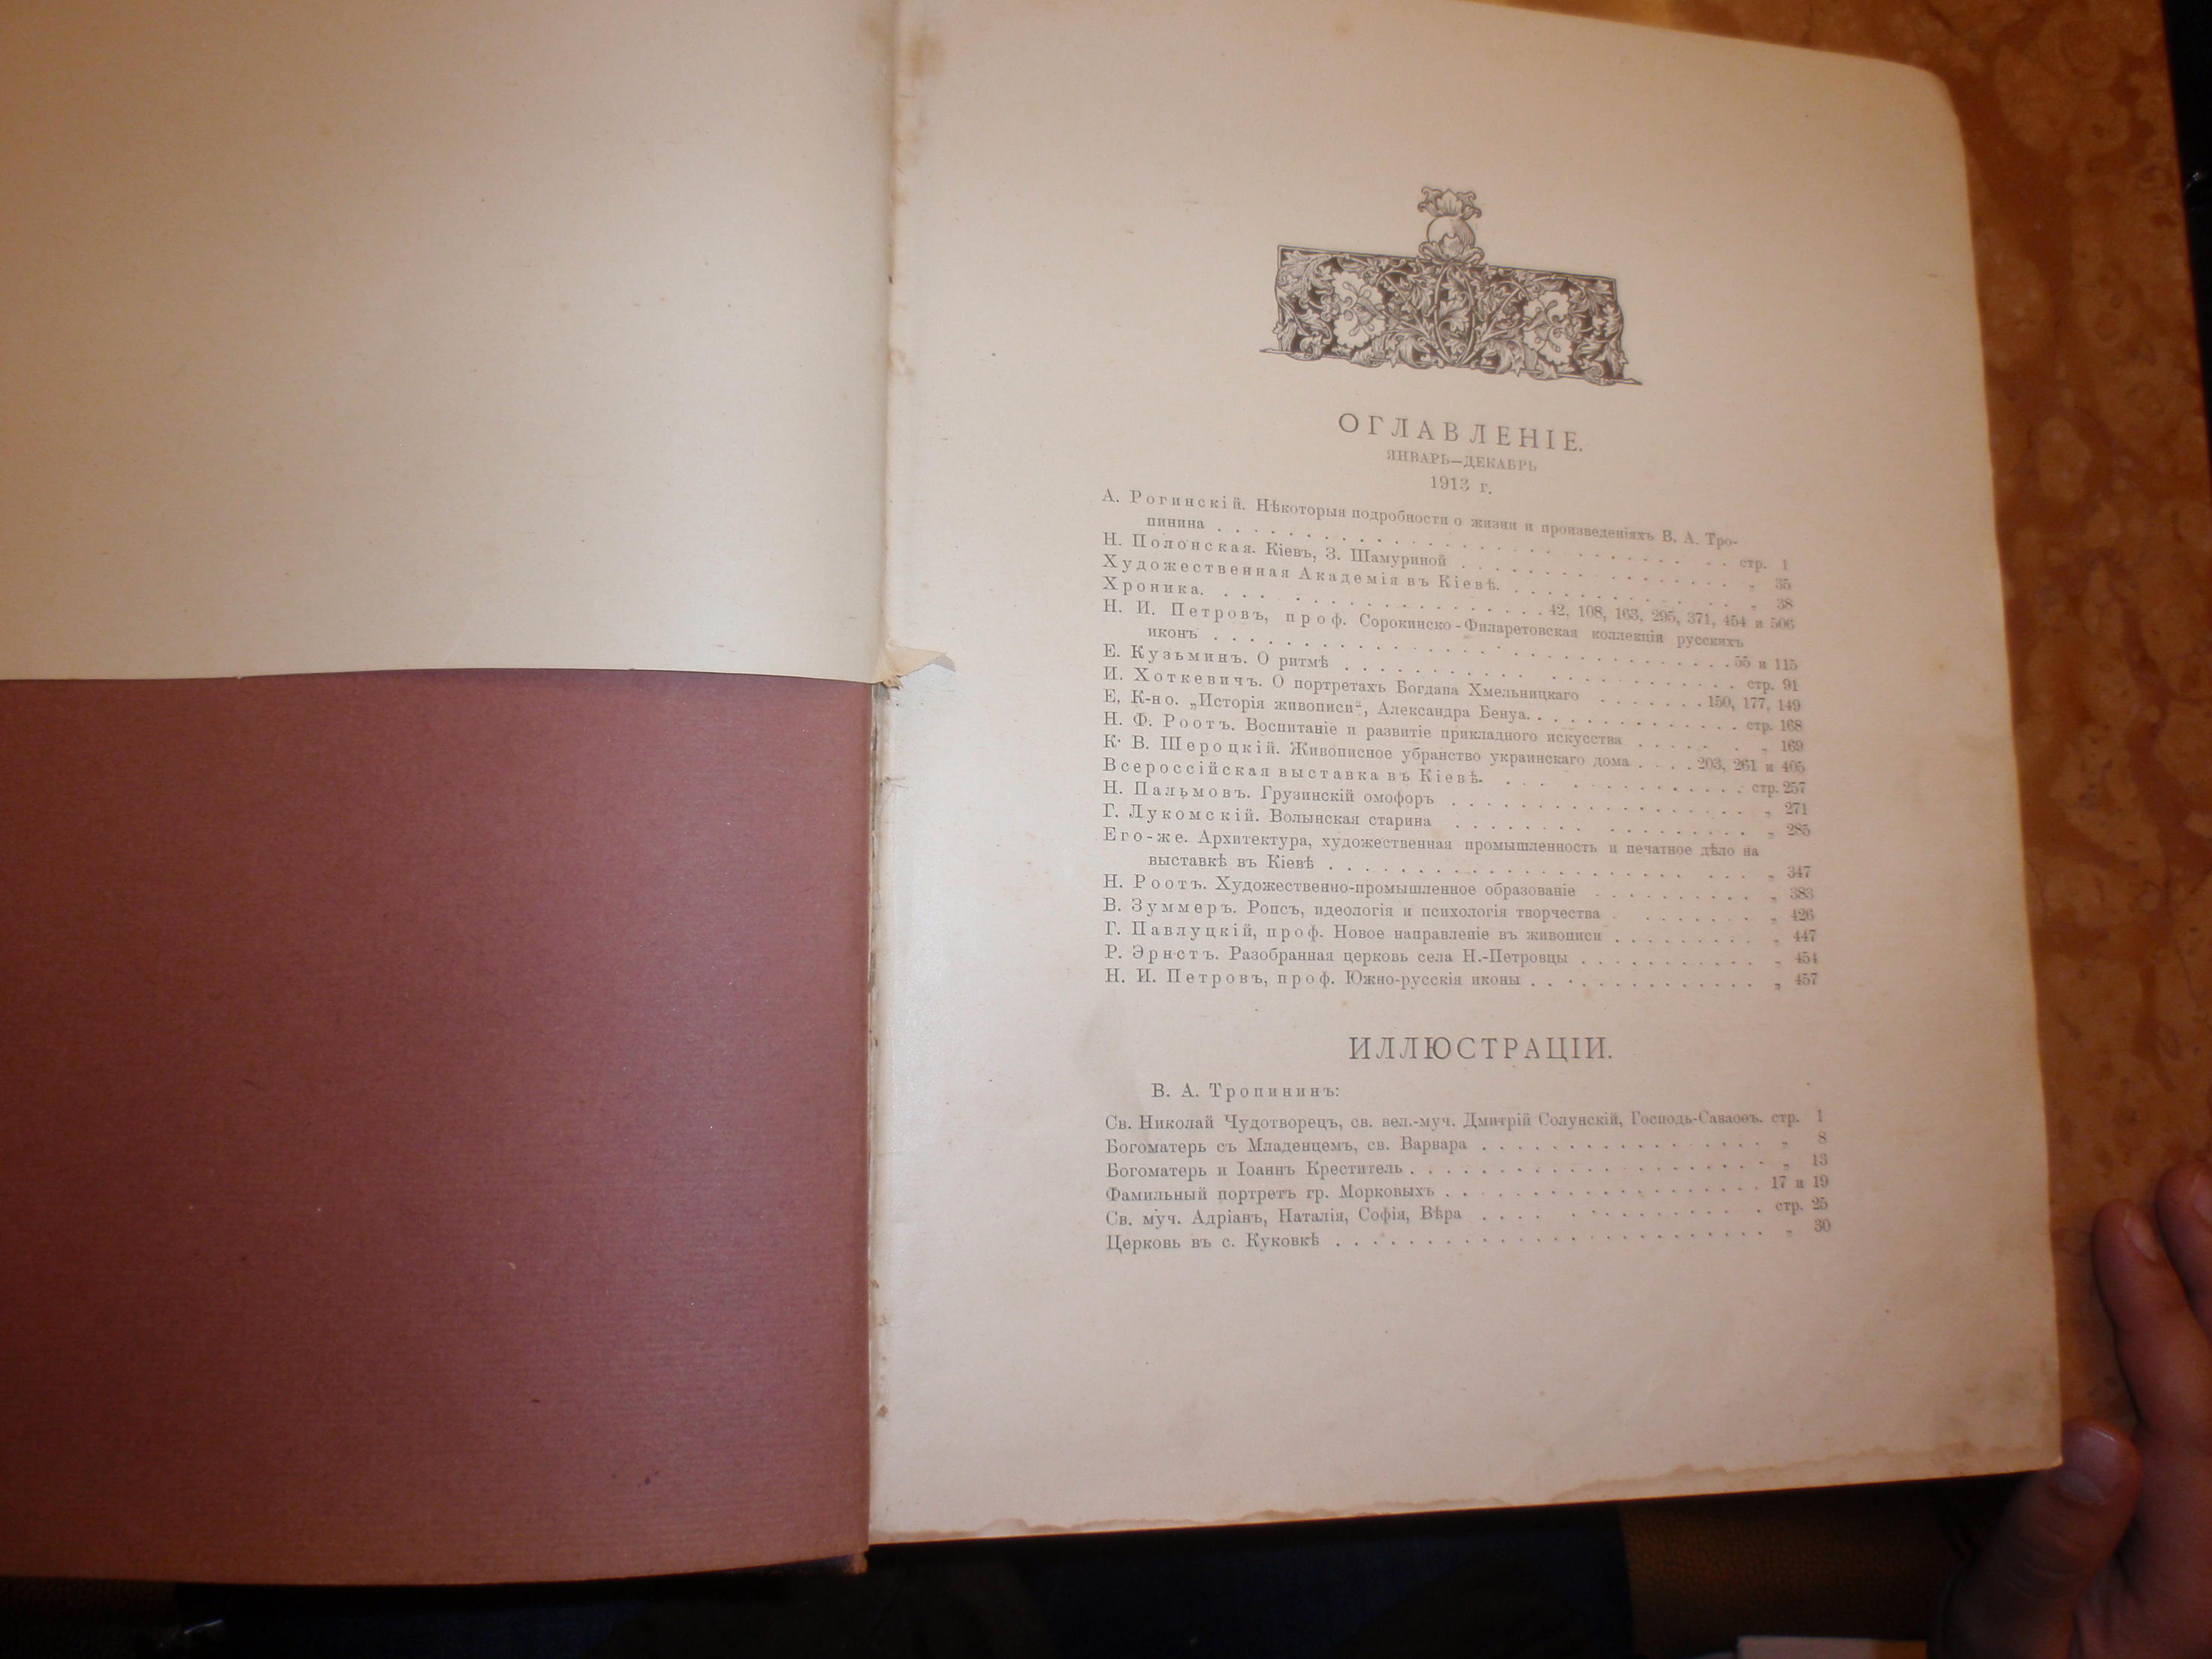 ОГЛАВЛЕНІЕ.
ЯНВАРЬ—ДЕКАБРЬ
1913 г.
А. Рогинскій. Нѣкоторыя подробности о жизни и произведеніяхъ В. А. Тро-
пинина . . . . . . . . . . . . . . . . . . . . стр. 1
Н. Полонская. Кіевъ, З. Шамуриной . . . . . . . . . . . . . . „ 35
Художественная Академія въ Кіевѣ. . . . . . . . . . . . . „ 38
Хроника. . . . . . . . . . . . . . . . 42, 108, 163, 295, 371, 454 и 506
Н. И. Петровъ, проф. Сорокинско-Филаретовская коллекція русскихъ
иконъ . . . . . . . . . . . . . . . . . . . . 55 и 115
Е. Кузьминъ. О ритмѣ . . . . . . . . . . . . . . . . . стр. 91
И. Хоткевичъ. О портретахъ Богдана Хмельницкаго . . . . . . 150, 177, 149
Е. К-но. „Исторія живописи“, Александра Бенуа. . . . . . . . . . стр. 168
Н. Ф. Роотъ. Воспитаніе и развитіе прикладного искусства . . . . . . „ 169
К. В. Шероцкій. Живописное убранство украинскаго дома . . . . 203, 261 и 405
Всероссійская выставка въ Кіевѣ. . . . . . . . . . . . стр. 257
Н. Пальмовъ. Грузинскій омофоръ . . . . . . . . . . . . . . „ 271
Г. Лукомскій. Волынская старина . . . . . . . . . . . . . . „ 285
Его-же. Архитектура, художественная промышленность и печатное дѣло на
выставкѣ въ Кіевѣ . . . . . . . . . . . . . . . . . „ 347
Н. Роотъ. Художественно-промышленное образованіе . . . . . . . . . „ 383
В. Зуммеръ. Ропсъ, идеологія и психологія творчества . . . . . . . „ 426
Г. Павлуцкій, проф. Новое направленіе въ живописи . . . . . . . . „ 447
Р. Эрнстъ. Разобранная церковь села Н.-Петровцы . . . . . . . . . . „ 454
Н. И. Петровъ, проф. Южно-русскія иконы . . . . . . . . . . . . „ 457
ИЛЛЮСТРАЦІИ.
В. А. Тропининъ:
Св. Николай Чудотворецъ, св. вел.-муч. Дмитрій Солунскій, Господь-Саваоѳъ. стр. 1
Богоматерь съ Младенцемъ, св. Варвара . . . . . . . . . . . . . . „ 8
Богоматерь и Іоаннъ Креститель . . . . . . . . . . . . . . . . . „ 13
Фамильный портретъ гр. Морковыхъ . . . . . . . . . . . . . . . 17 и 19
Св. муч. Адріанъ, Наталія, Софія, Вѣра . . . . . . . . . . . . стр. 25
Церковь въ с. Куковкѣ . . . . . . . . . . . . . . . . . . . . „ 30